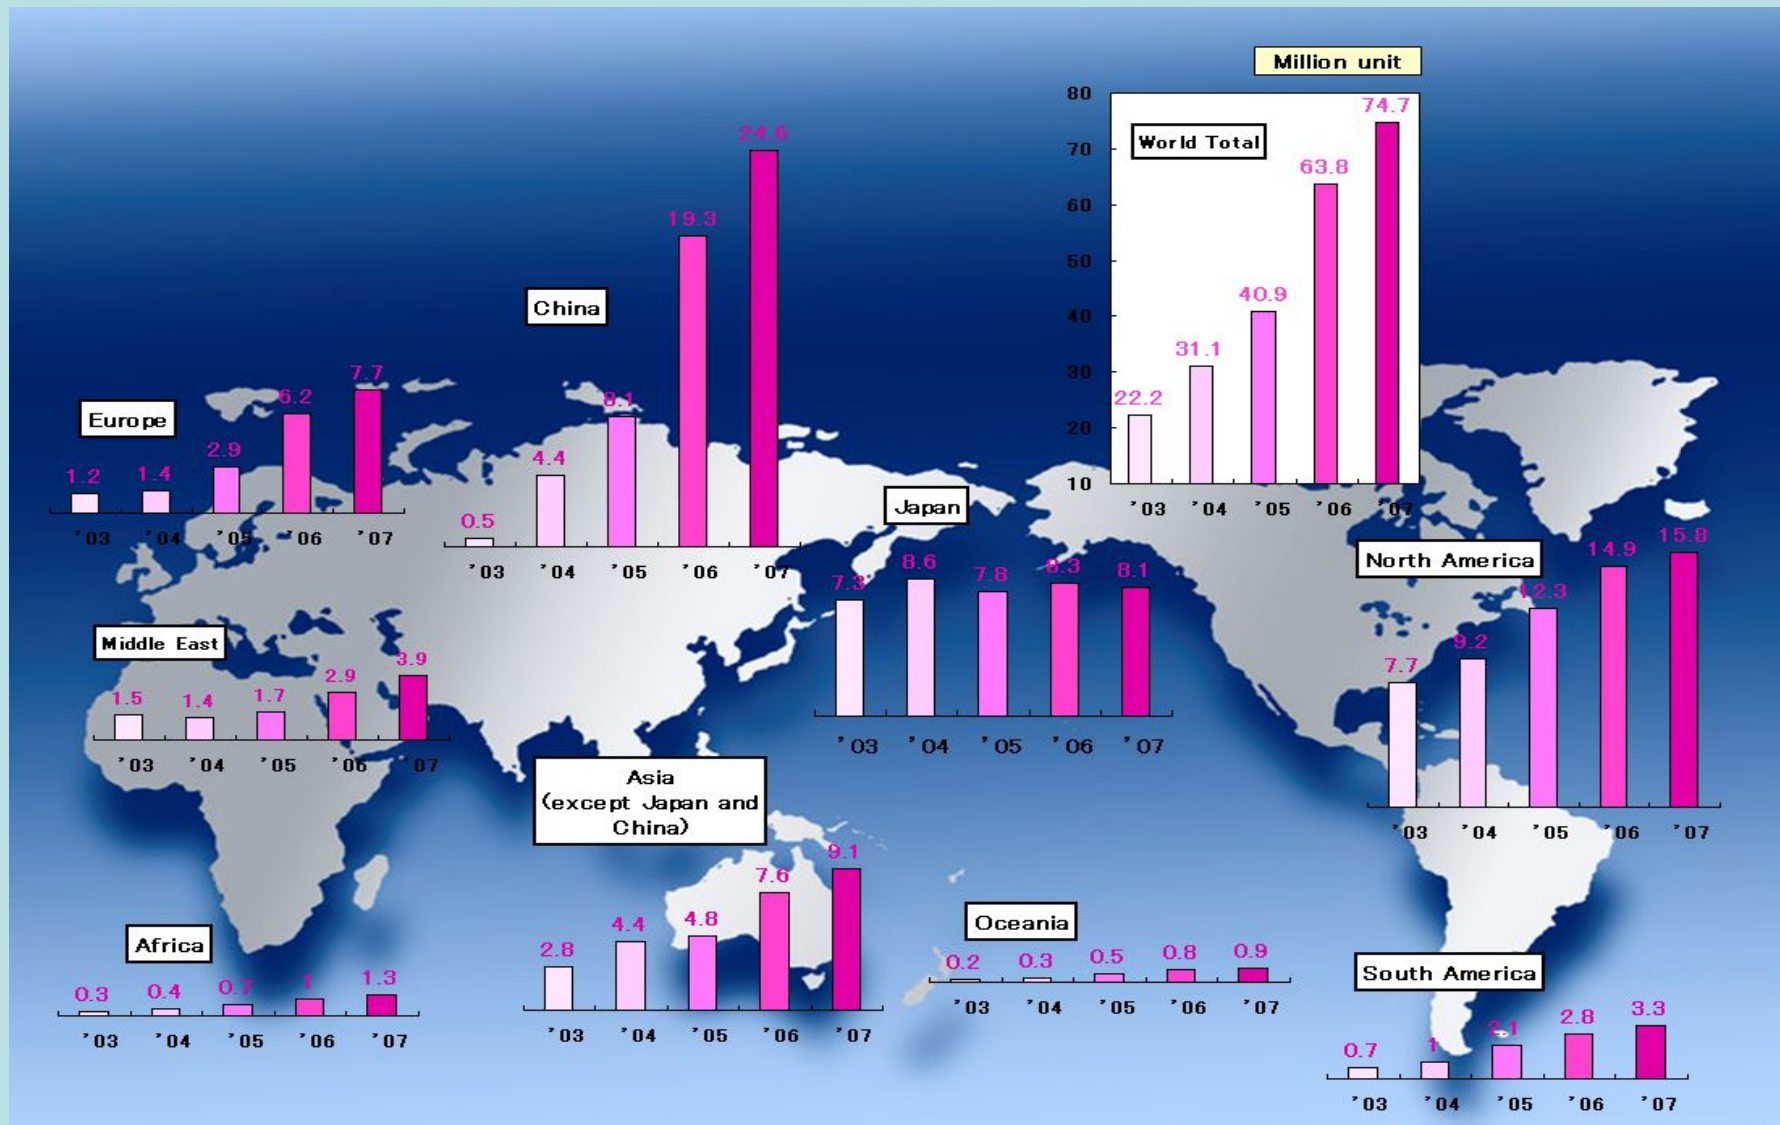 Million unit
80
70
60
50
40
30
20
10
World Total
22.2
31.1
40.9
63.8
74.7
'03 '04 '05 '06 '07
China
0.5
4.4
8.1
19.3
24.6
'03 '04 '05 '06 '07
Europe
1.2
1.4
2.9
6.2
7.7
'03 '04 '05 '06 '07
Japan
7.3
8.6
7.8
8.3
8.1
'03 '04 '05 '06 '07
North America
7.7
9.2
12.3
14.9
15.8
'03 '04 '05 '06 '07
Middle East
1.5
1.4
1.7
2.9
3.9
'03 '04 '05 '06 '07
Asia
(except Japan and
China)
2.8
4.4
4.8
7.6
9.1
'03 '04 '05 '06 '07
Africa
0.3
0.4
0.7
1
1.3
'03 '04 '05 '06 '07
Oceania
0.2
0.3
0.5
0.8
0.9
'03 '04 '05 '06 '07
South America
0.7
1
2.1
2.8
3.3
'03 '04 '05 '06 '07